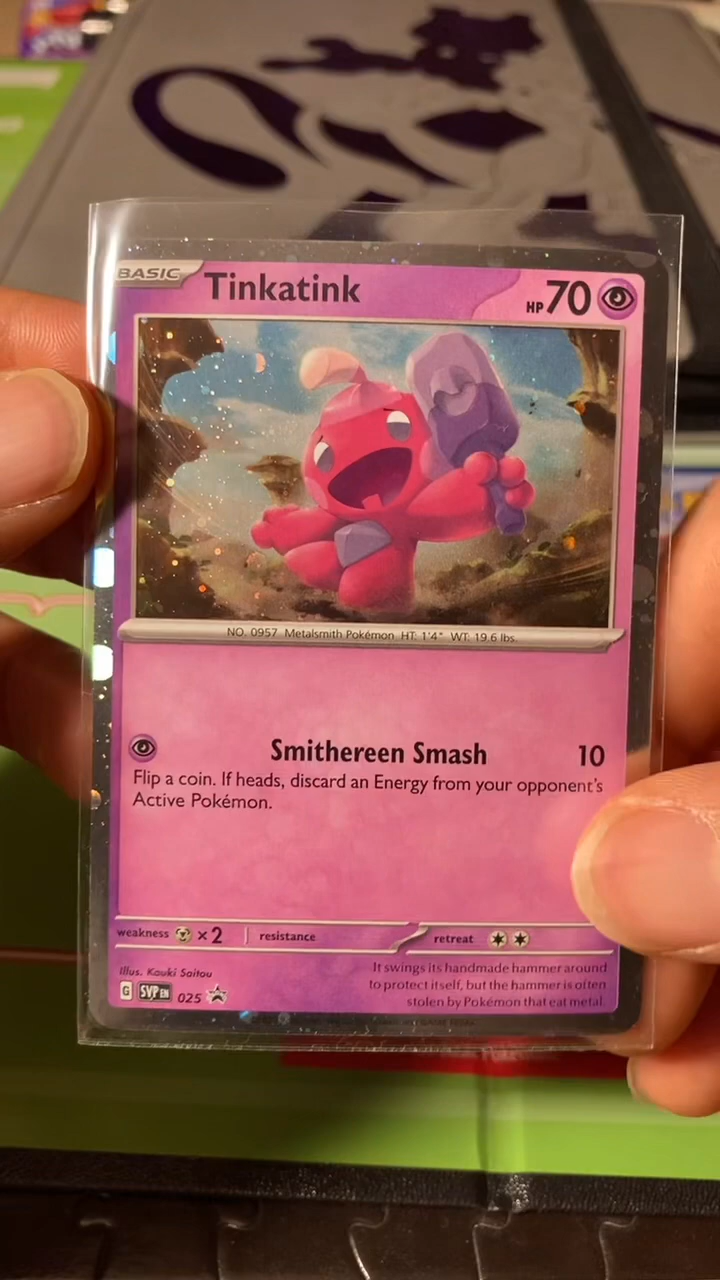 BASIC
Tinkatink
HP 70
NO. 0957 Metalsmith Pokémon HT: 1'4" WT: 19.6 lbs.
Smithereen Smash 10
Flip a coin. If heads, discard an Energy from your opponent's
Active Pokémon.
weakness ×2 resistance retreat
Illus. Kouki Saitou
G SVP EN 025
It swings its handmade hammer around
to protect itself, but the hammer is often
stolen by Pokémon that eat metal.